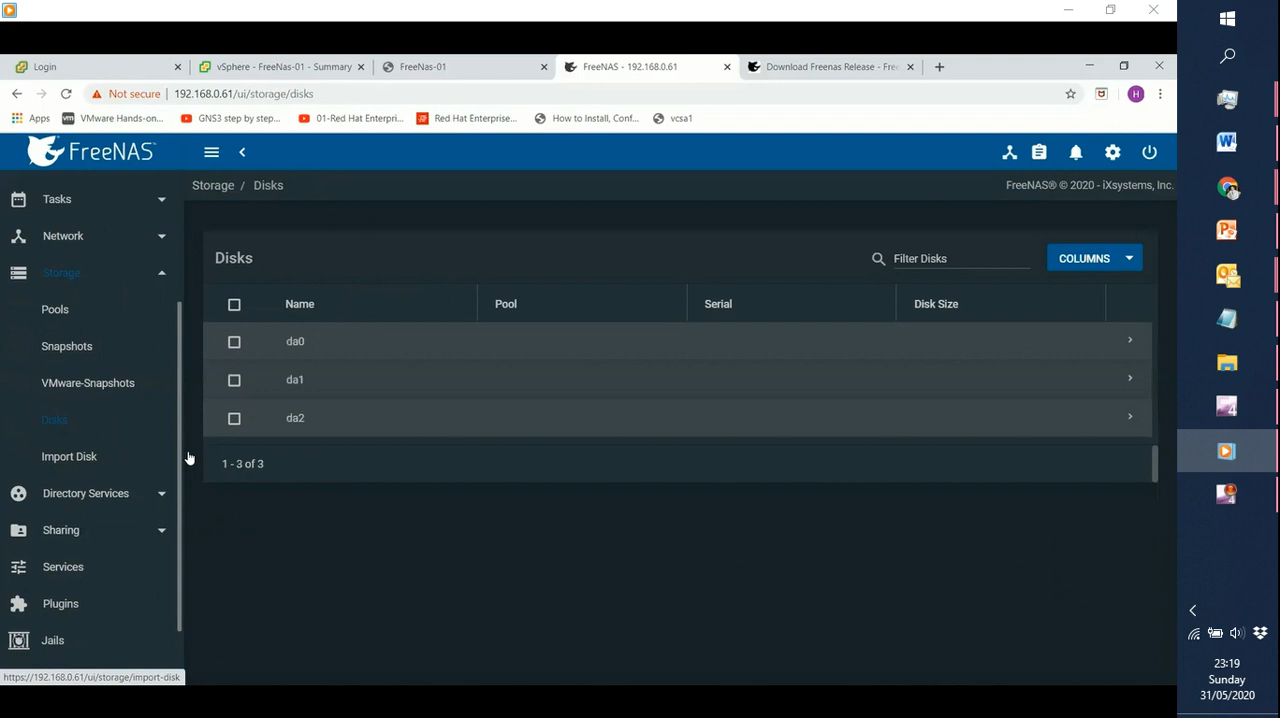 Login
vSphere - FreeNas-01 - Summary
FreeNas-01
FreeNAS - 192.168.0.61
Download Freenas Release - Fre
Not secure
192.168.0.61/ui/storage/disks
Apps
VMware Hands-on...
GNS3 step by step...
01-Red Hat Enterpri...
Red Hat Enterprise...
How to Install, Conf...
vcsa1
FreeNAS
Storage / Disks
FreeNAS® © 2020 - iXsystems, Inc.
Tasks
Network
Storage
Pools
Snapshots
VMware-Snapshots
Disks
Import Disk
Directory Services
Sharing
Services
Plugins
Jails
Disks
Filter Disks
COLUMNS
Name
Pool
Serial
Disk Size
da0
da1
da2
1 - 3 of 3
https://192.168.0.61/ui/storage/import-disk
23:19
Sunday
31/05/2020